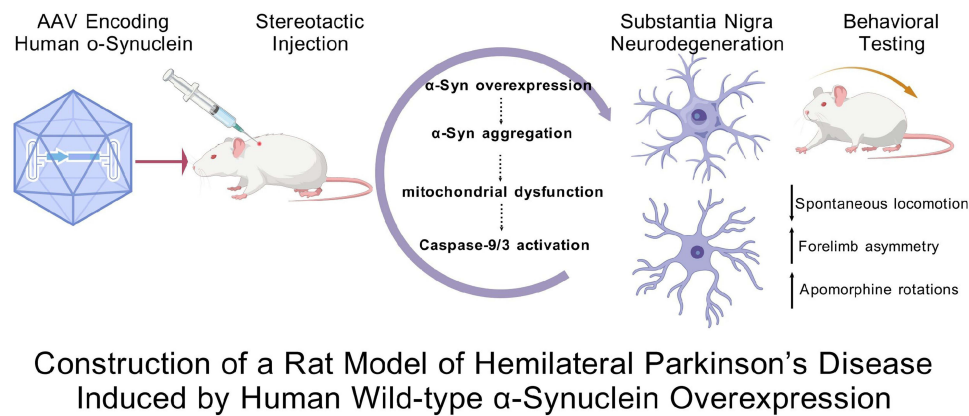 AAV Encoding
Human o-Synuclein
Stereotactic
Injection
α-Syn overexpression
α-Syn aggregation
mitochondrial dysfunction
Caspase-9/3 activation
Substantia Nigra
Neurodegeneration
Behavioral
Testing
Spontaneous locomotion
Forelimb asymmetry
Apomorphine rotations
Construction of a Rat Model of Hemilateral Parkinson’s Disease
Induced by Human Wild-type α-Synuclein Overexpression